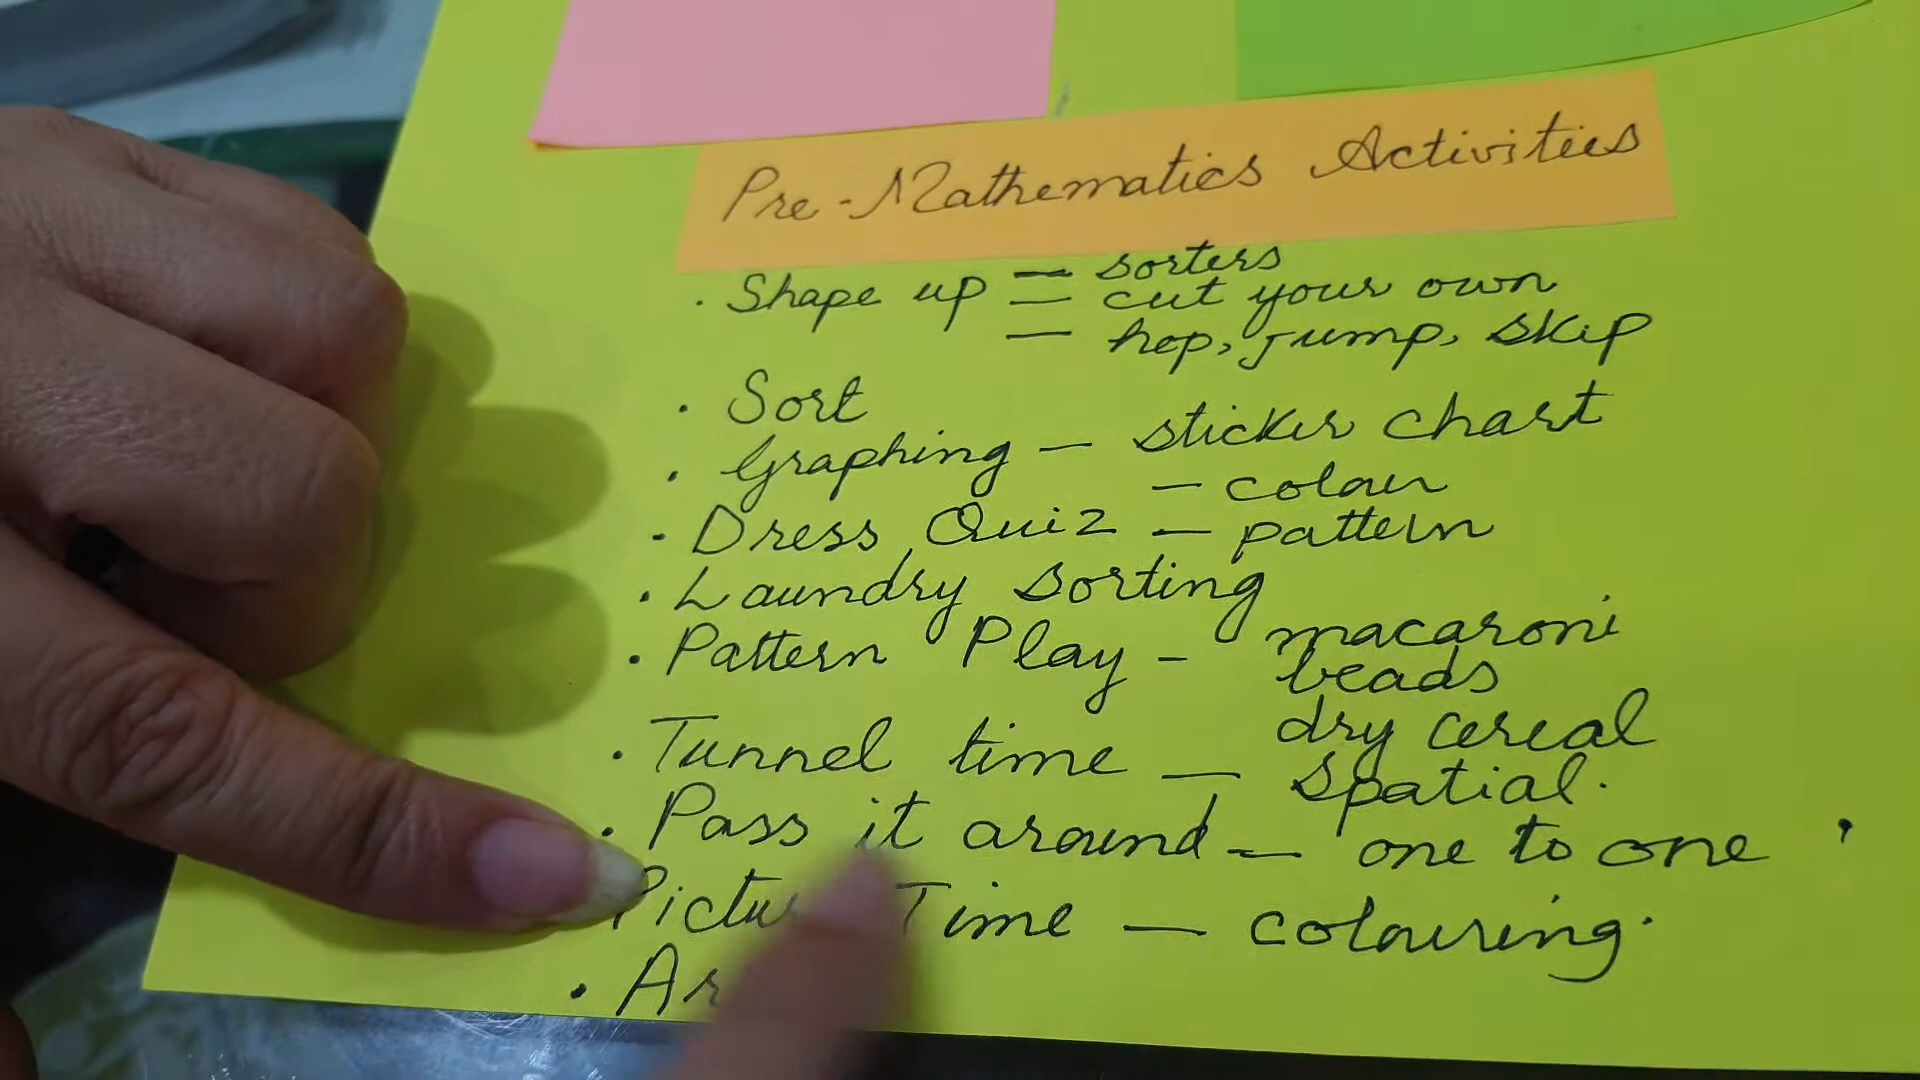 Pre-Mathematics Activities
. Shape up — sorters
— cut your own
— hop, jump, skip
. Sort
. Graphing — sticker chart
— colour
. Dress Quiz — pattern
. Laundry sorting
. Pattern Play - macaroni
beads
dry cereal
. Tunnel time — Spatial.
. Pass it around — one to one
Time — colouring.